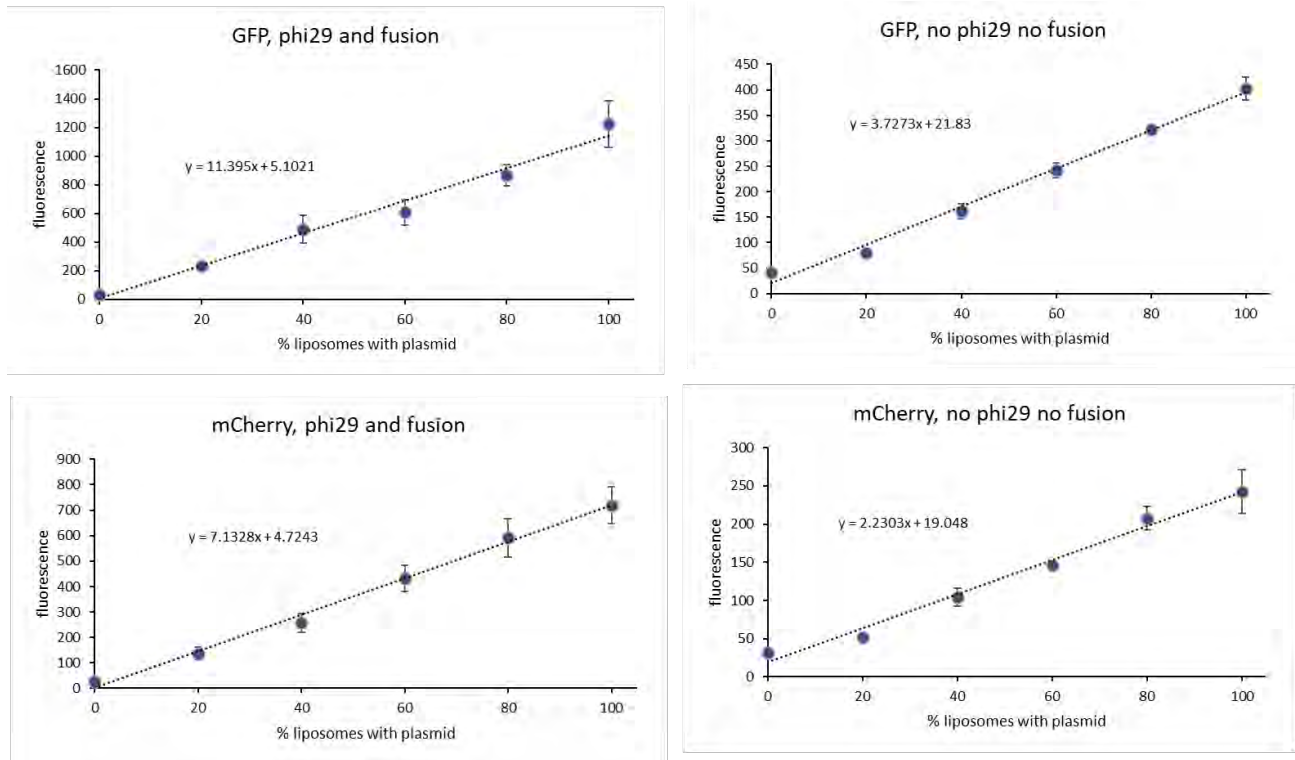 GFP, phi29 and fusion
1600
1400
1200
1000
800
600
400
200
0
fluorescence
y = 11.395x + 5.1021
0 20 40 60 80 100
% liposomes with plasmid
GFP, no phi29 no fusion
450
400
350
300
250
200
150
100
50
0
fluorescence
y = 3.7273x + 21.83
0 20 40 60 80 100
% liposomes with plasmid
mCherry, phi29 and fusion
900
800
700
600
500
400
300
200
100
0
fluorescence
y = 7.1328x + 4.7243
0 20 40 60 80 100
% liposomes with plasmid
mCherry, no phi29 no fusion
300
250
200
150
100
50
0
fluorescence
y = 2.2303x + 19.048
0 20 40 60 80 100
% liposomes with plasmid